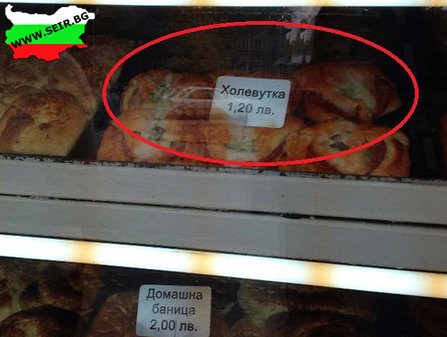 WWW.SEIR.BG
Холевутка
1,20 лв.
Домашна
баница
2,00 лв.